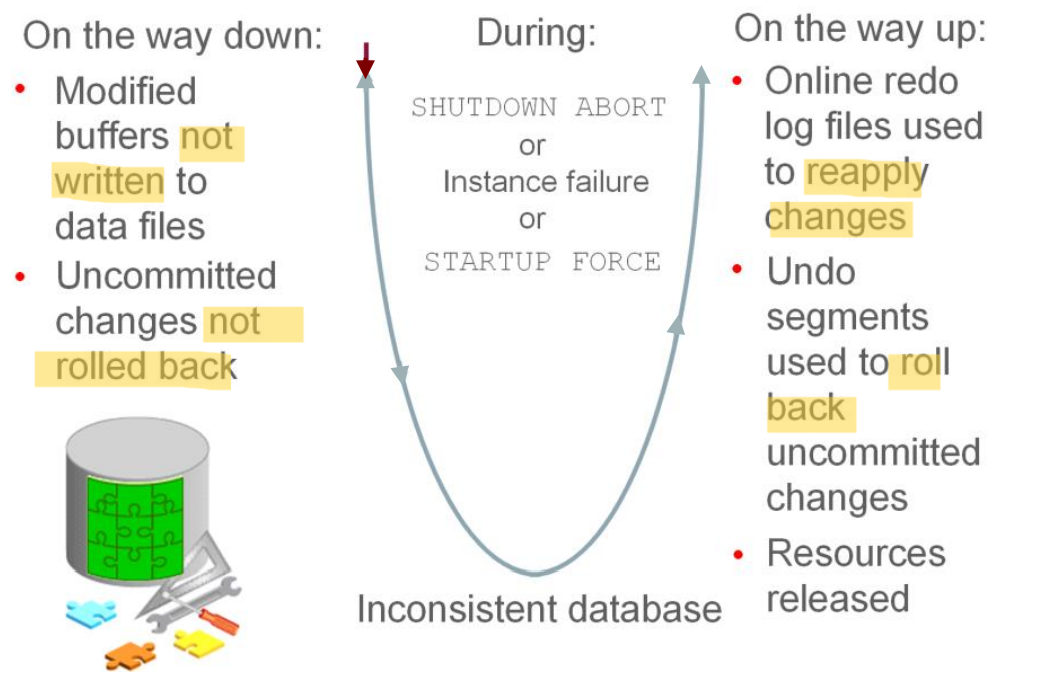 On the way down:
• Modified
buffers not
written to
data files
• Uncommitted
changes not
rolled back
During:
SHUTDOWN ABORT
or
Instance failure
or
STARTUP FORCE
Inconsistent database
On the way up:
• Online redo
log files used
to reapply
changes
• Undo
segments
used to roll
back
uncommitted
changes
• Resources
released